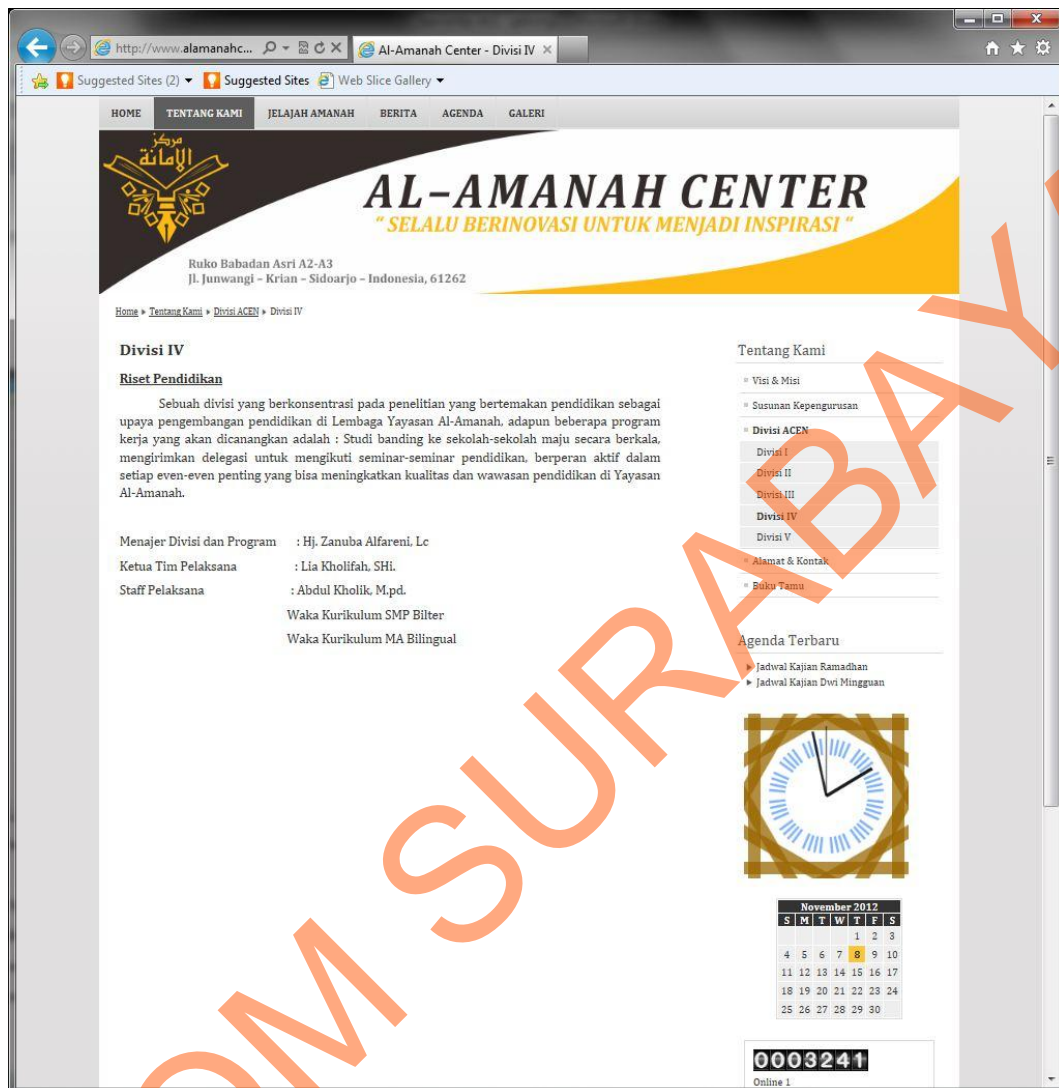 http://www.alamanahc...
Al-Amanah Center - Divisi IV
Suggested Sites (2)
Suggested Sites
Web Slice Gallery
HOME TENTANG KAMI JELAJAH AMANAH BERITA AGENDA GALERI
مركز
الإمانة
AL-AMANAH CENTER
“ SELALU BERINOVASI UNTUK MENJADI INSPIRASI “
Ruko Babadan Asri A2-A3
Jl. Junwangi – Krian – Sidoarjo – Indonesia, 61262
Home » Tentang Kami » Divisi ACEN » Divisi IV
Divisi IV
Riset Pendidikan
Sebuah divisi yang berkonsentrasi pada penelitian yang bertemakan pendidikan sebagai
upaya pengembangan pendidikan di Lembaga Yayasan Al-Amanah, adapun beberapa program
kerja yang akan dicanangkan adalah : Studi banding ke sekolah-sekolah maju secara berkala,
mengirimkan delegasi untuk mengikuti seminar-seminar pendidikan, berperan aktif dalam
setiap even-even penting yang bisa meningkatkan kualitas dan wawasan pendidikan di Yayasan
Al-Amanah.
Menajer Divisi dan Program : Hj. Zanuba Alfareni, Lc
Ketua Tim Pelaksana : Lia Kholifah, SHi.
Staff Pelaksana : Abdul Kholik, M.pd.
Waka Kurikulum SMP Bilter
Waka Kurikulum MA Bilingual
Tentang Kami
Visi & Misi
Susunan Kepengurusan
Divisi ACEN
Divisi I
Divisi II
Divisi III
Divisi IV
Divisi V
Alamat & Kontak
Buku Tamu
Agenda Terbaru
Jadwal Kajian Ramadhan
Jadwal Kajian Dwi Mingguan
November 2012
S M T W T F S
1 2 3
4 5 6 7 8 9 10
11 12 13 14 15 16 17
18 19 20 21 22 23 24
25 26 27 28 29 30
0003241
Online 1
OM SURABAY